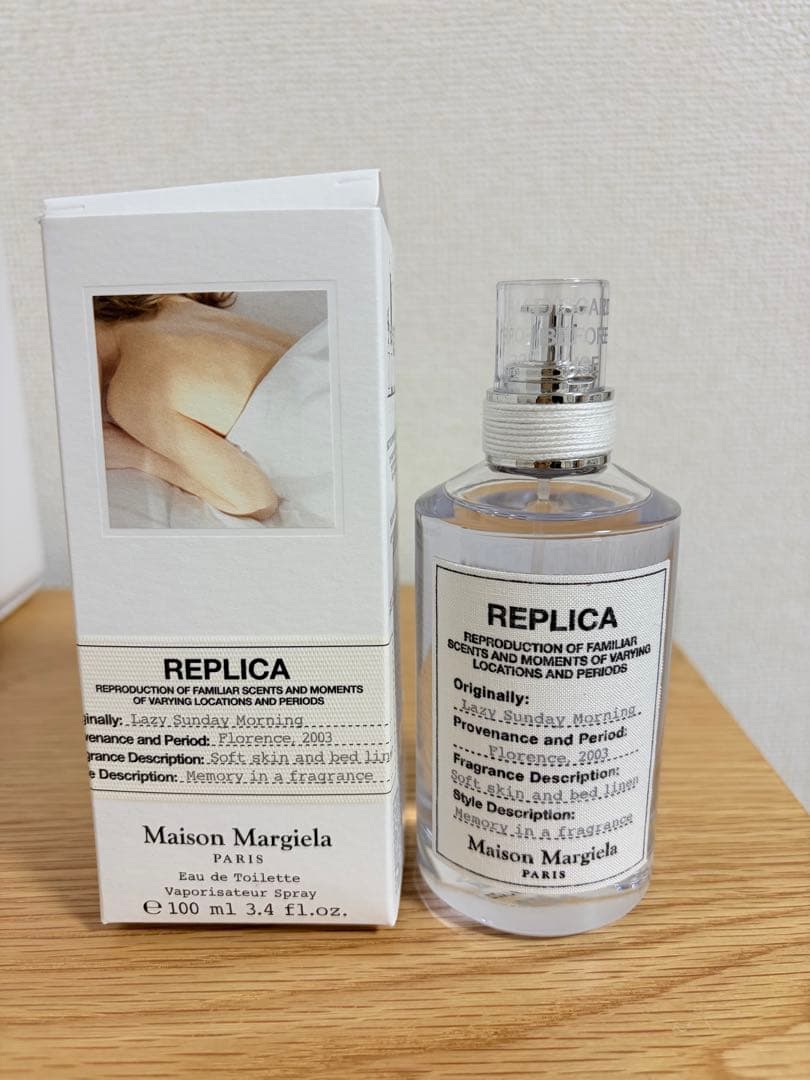 REPLICA
REPRODUCTION OF FAMILIAR SCENTS AND MOMENTS
OF VARYING LOCATIONS AND PERIODS
ginally: Lazy Sunday Morning
venance and Period: Florence, 2003
grance Description: Soft skin and bed lin
e Description: Memory in a fragrance
Maison Margiela
PARIS
Eau de Toilette
Vaporisateur Spray
e 100 ml 3.4 fl.oz.
REPLICA
REPRODUCTION OF FAMILIAR
SCENTS AND MOMENTS OF VARYING
LOCATIONS AND PERIODS
Originally:
Lazy Sunday Morning
Provenance and Period:
Florence, 2003
Fragrance Description:
Soft skin and bed linen
Style Description:
Memory in a fragrance
Maison Margiela
PARIS